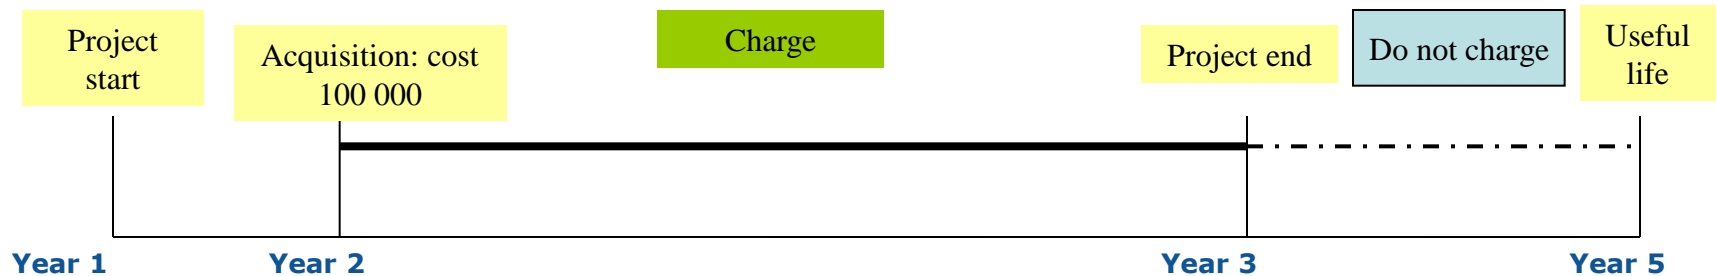 Project
start
Acquisition: cost
100 000
Charge
Project end
Do not charge
Useful
life
Year 1
Year 2
Year 3
Year 5